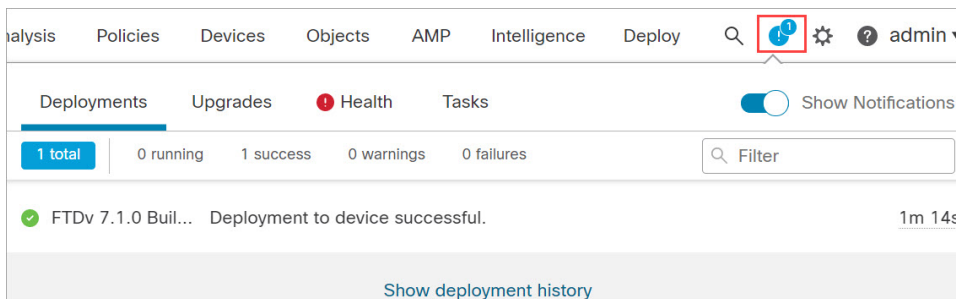 nalysis Policies Devices Objects AMP Intelligence Deploy 1 admin
Deployments Upgrades Health Tasks Show Notifications
1 total 0 running 1 success 0 warnings 0 failures Filter
FTDv 7.1.0 Buil... Deployment to device successful. 1m 14s
Show deployment history